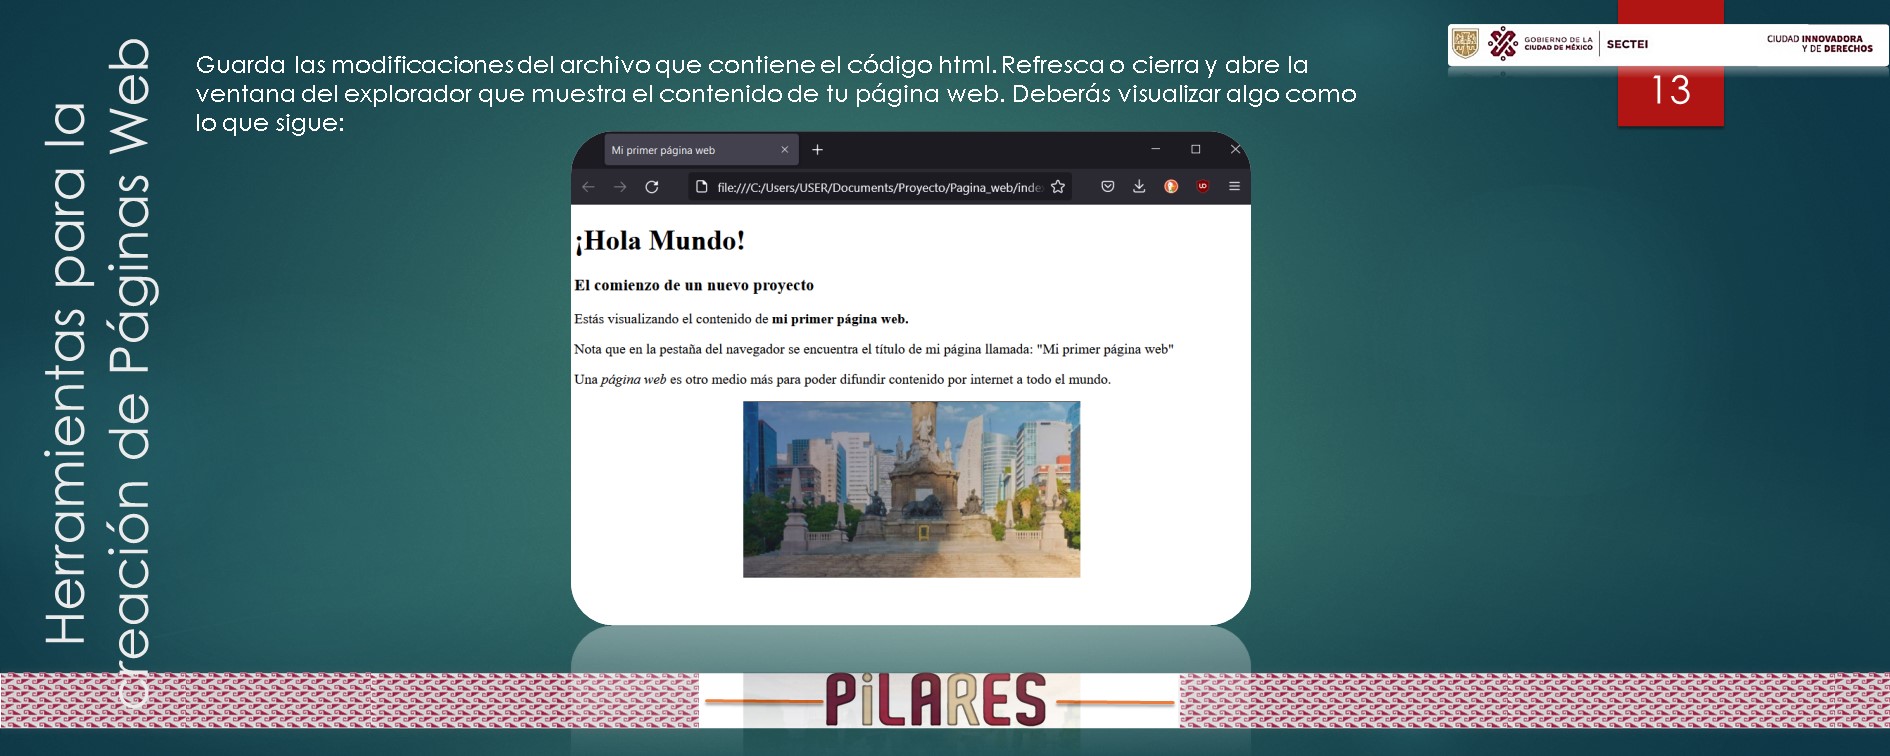 Herramientas para la
Creación de Páginas Web
Guarda las modificaciones del archivo que contiene el código html. Refresca o cierra y abre la
ventana del explorador que muestra el contenido de tu página web. Deberás visualizar algo como
lo que sigue:
GOBIERNO DE LA
CIUDAD DE MÉXICO
SECTEI
CIUDAD INNOVADORA
Y DE DERECHOS
13
Mi primer página web
file:///C:/Users/USER/Documents/Proyecto/Pagina_web/inde
¡Hola Mundo!
El comienzo de un nuevo proyecto
Estás visualizando el contenido de mi primer página web.
Nota que en la pestaña del navegador se encuentra el título de mi página llamada: "Mi primer página web"
Una página web es otro medio más para poder difundir contenido por internet a todo el mundo.
PiLARES